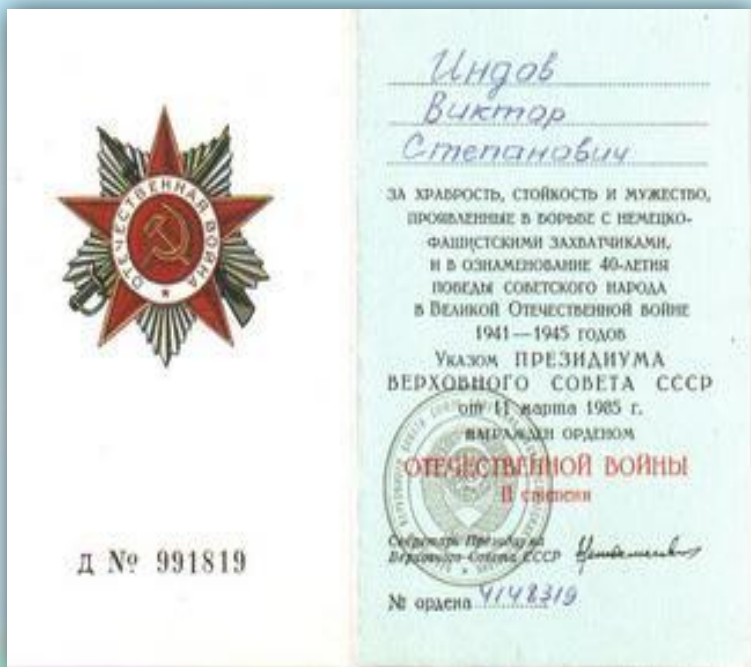 ОТЕЧЕСТВЕННАЯ ВОЙНА
Д № 991819
Индов
Виктор
Степанович
ЗА ХРАБРОСТЬ, СТОЙКОСТЬ И МУЖЕСТВО,
ПРОЯВЛЕННЫЕ В БОРЬБЕ С НЕМЕЦКО-
ФАШИСТСКИМИ ЗАХВАТЧИКАМИ,
И В ОЗНАМЕНОВАНИЕ 40-ЛЕТИЯ
ПОБЕДЫ СОВЕТСКОГО НАРОДА
В ВЕЛИКОЙ ОТЕЧЕСТВЕННОЙ ВОЙНЕ
1941—1945 ГОДОВ
УКАЗОМ ПРЕЗИДИУМА
ВЕРХОВНОГО СОВЕТА СССР
от 11 марта 1985 г.
НАГРАЖДЕН ОРДЕНОМ
ОТЕЧЕСТВЕННОЙ ВОЙНЫ
II степени
Секретарь Президиума
Верховного Совета СССР
№ ордена 4148319